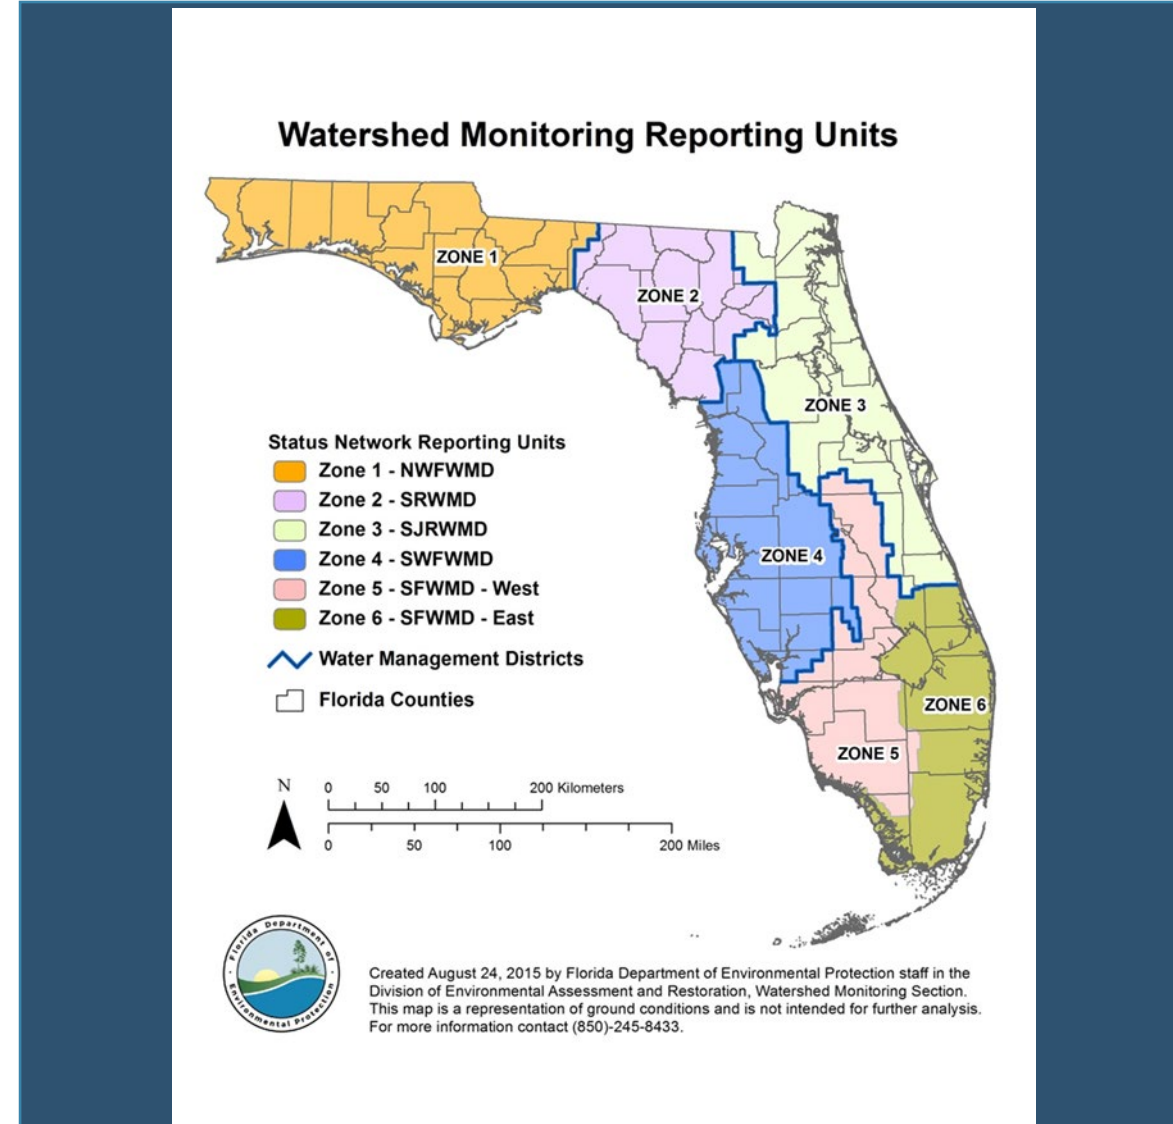 Watershed Monitoring Reporting Units
ZONE 1
ZONE 2
ZONE 3
Status Network Reporting Units
Zone 1 - NWFWMD
Zone 2 - SRWMD
Zone 3 - SJRWMD
Zone 4 - SWFWMD
Zone 5 - SFWMD - West
Zone 6 - SFWMD - East
Water Management Districts
Florida Counties
ZONE 4
ZONE 6
ZONE 5
N
0 50 100 200 Kilometers
0 50 100 200 Miles
Florida Department of
Environmental Protection
Created August 24, 2015 by Florida Department of Environmental Protection staff in the
Division of Environmental Assessment and Restoration, Watershed Monitoring Section.
This map is a representation of ground conditions and is not intended for further analysis.
For more information contact (850)-245-8433.